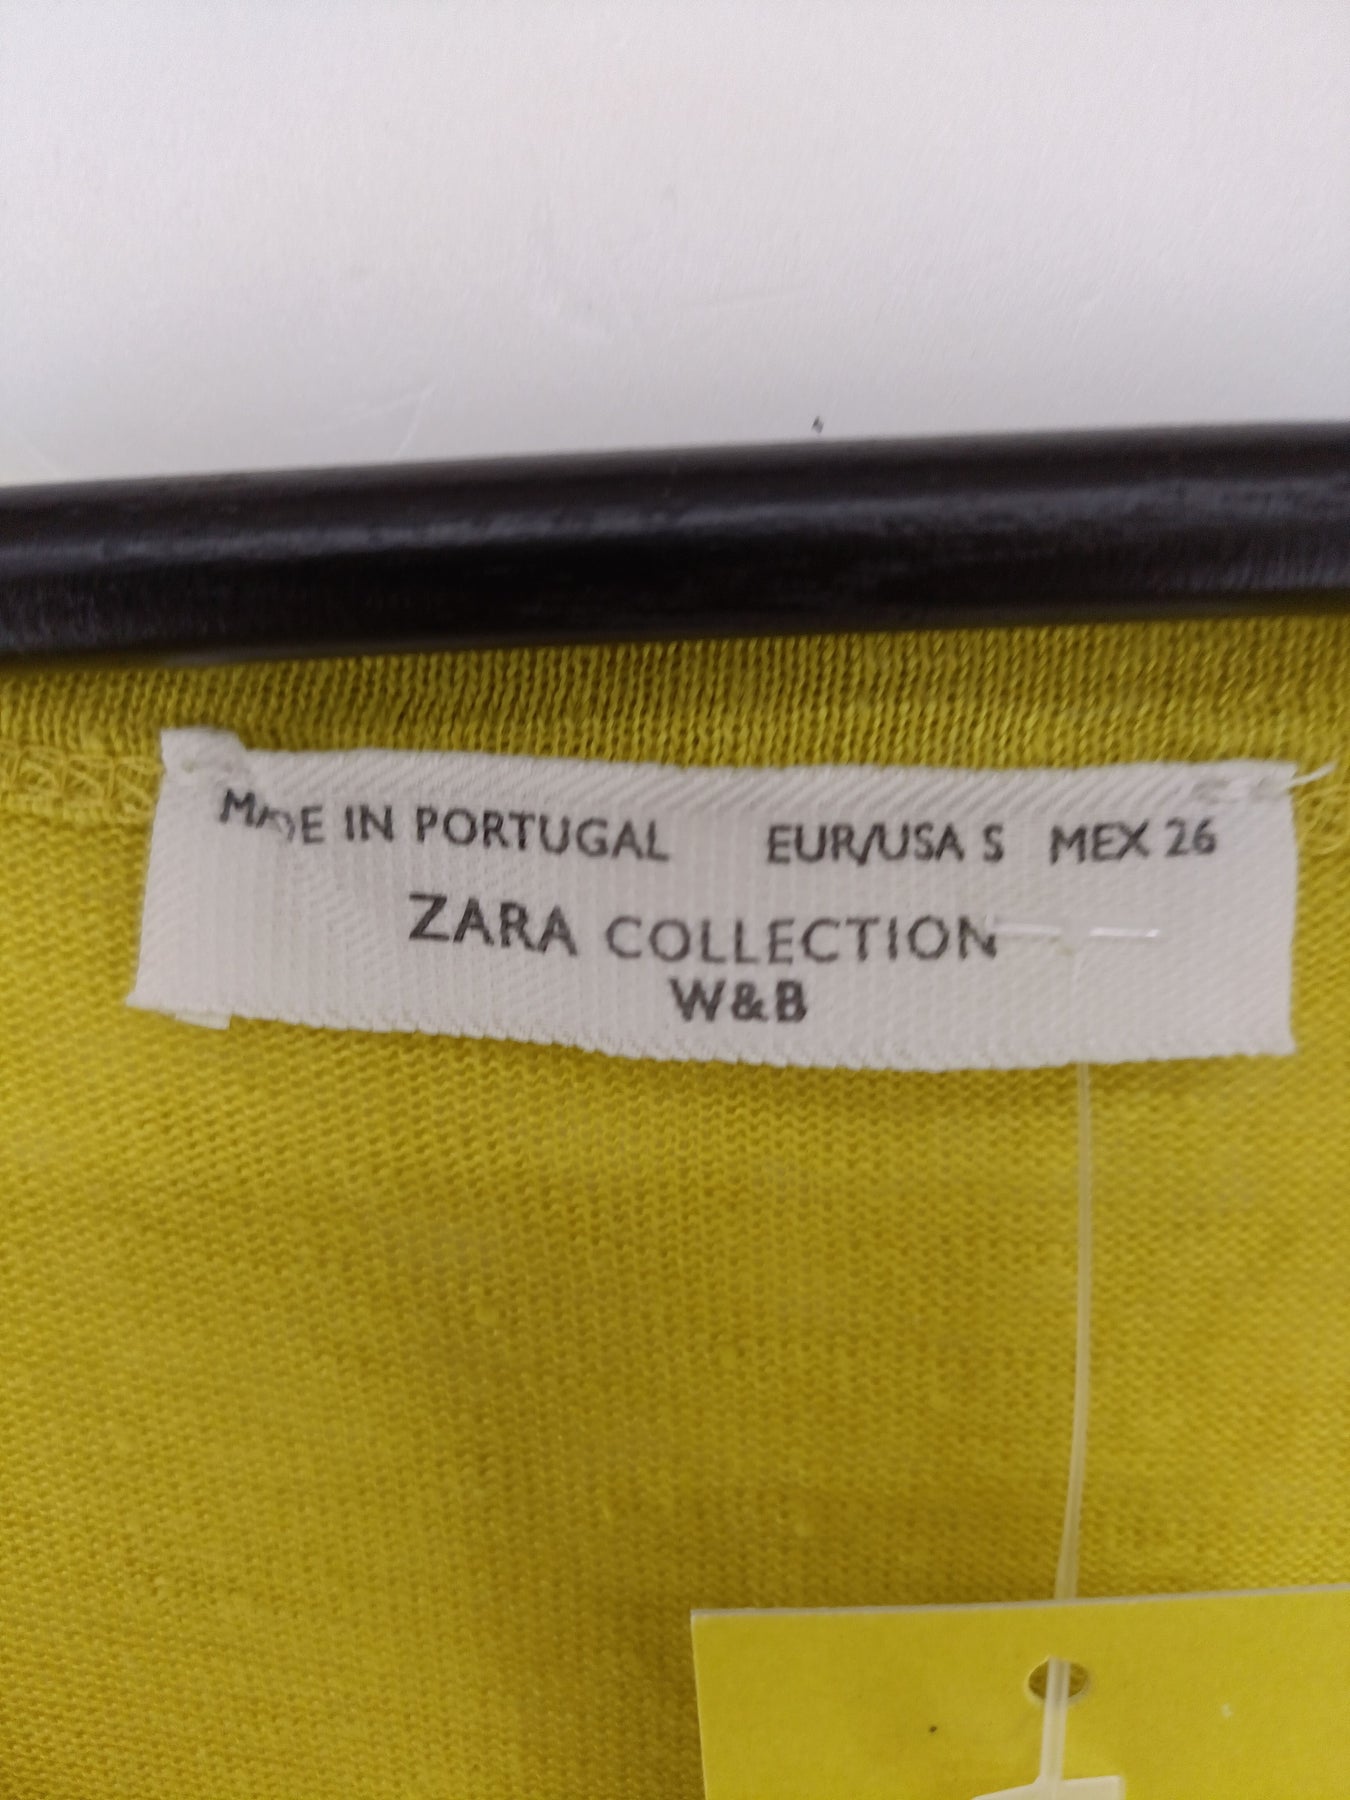 MADE IN PORTUGAL EUR/USA S MEX 26
ZARA COLLECTION
W&B